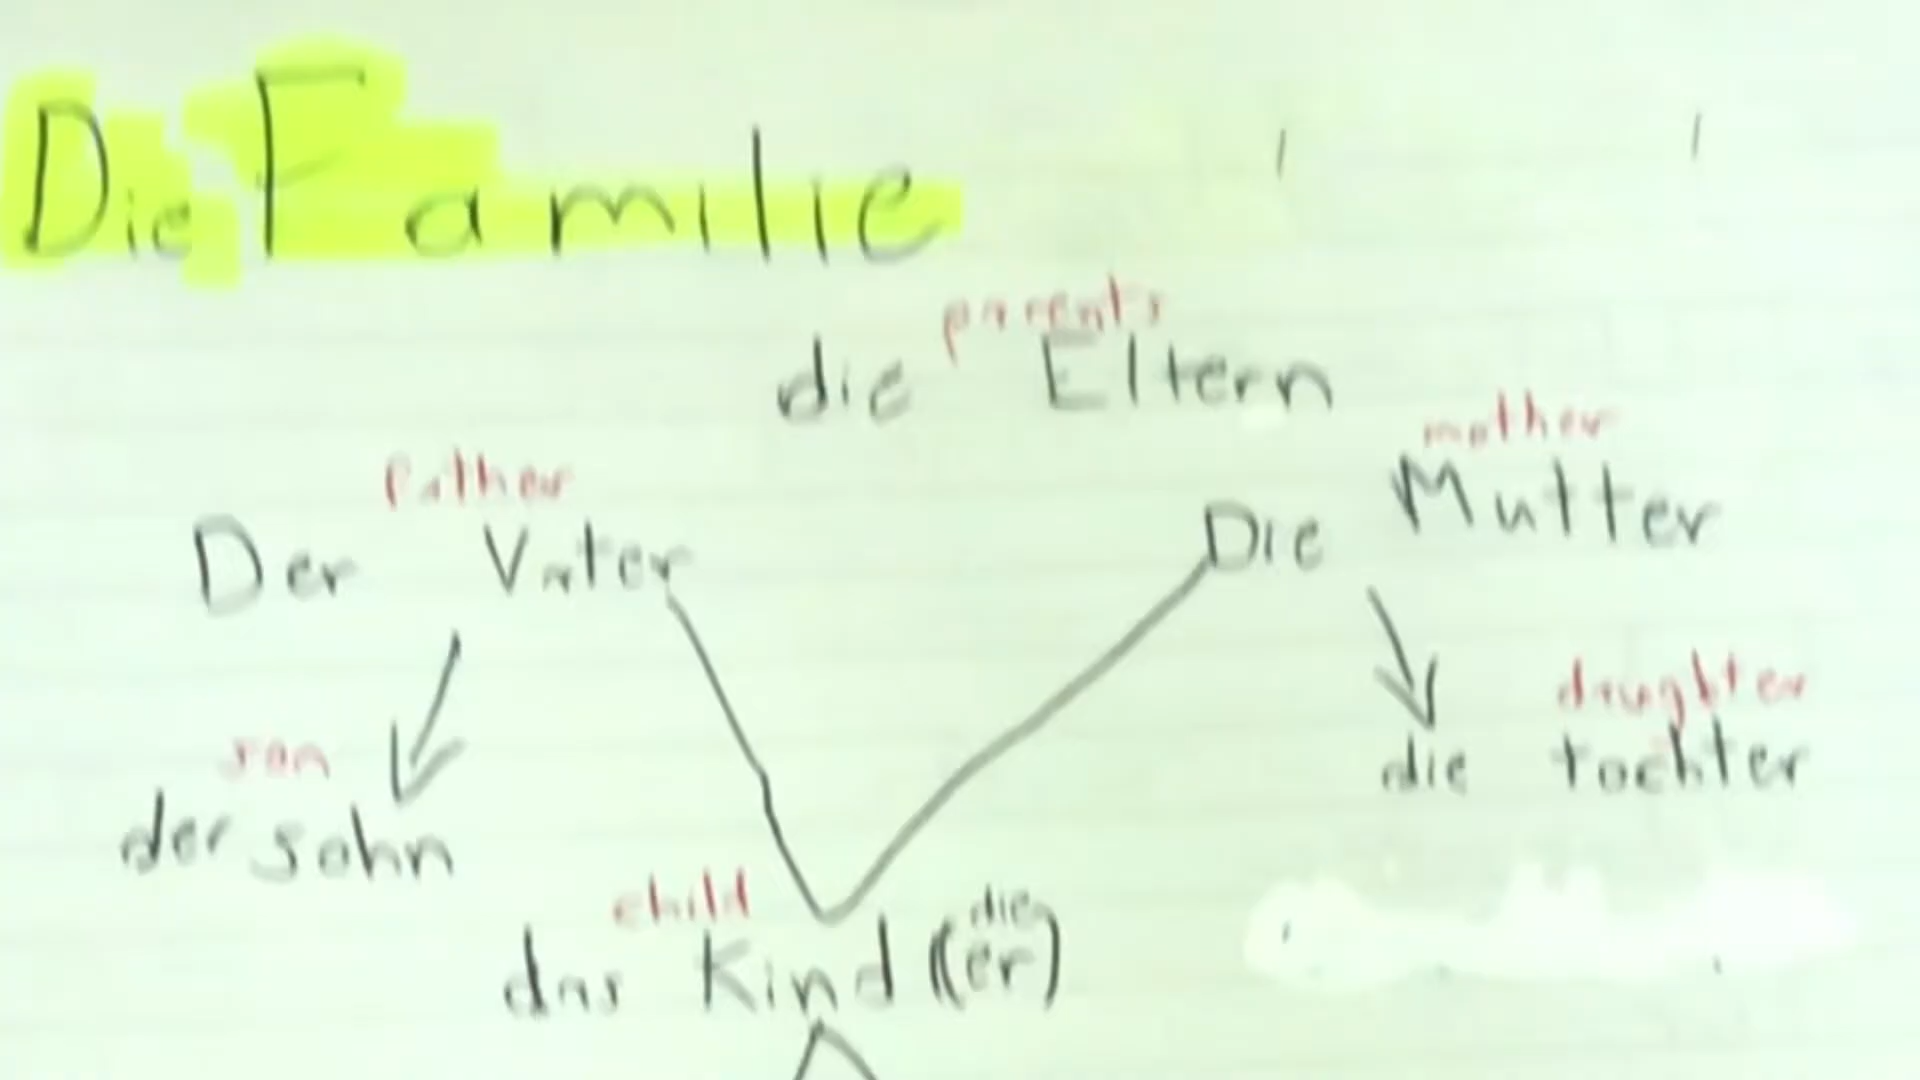 Die Familie
parents
die Eltern
mother
father
Die Mutter
Der Vater
daughter
son
die tochter
der sohn
child
die
das Kind (er)